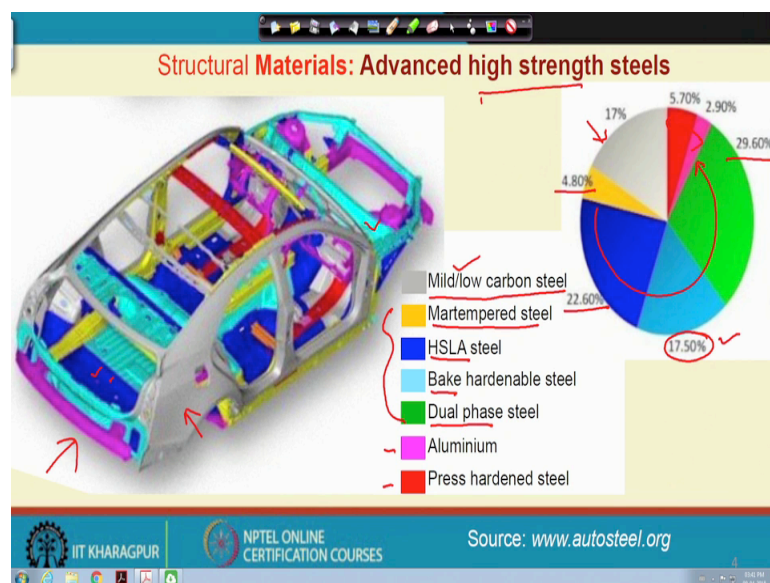 Structural Materials: Advanced high strength steels
5.70%
2.90%
17%
29.60%
4.80%
22.60%
17.50%
Mild/low carbon steel
Martempered steel
HSLA steel
Bake hardenable steel
Dual phase steel
Aluminium
Press hardened steel
IIT KHARAGPUR
NPTEL ONLINE
CERTIFICATION COURSES
Source: www.autosteel.org
4